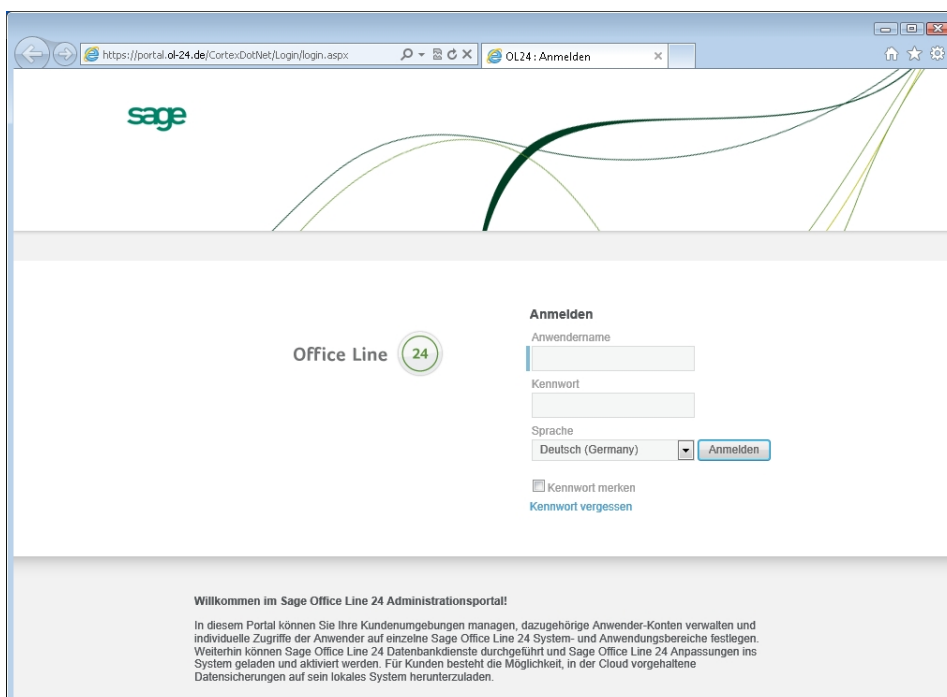 https://portal.ol-24.de/CortexDotNet/Login/login.aspx
OL24 : Anmelden
sage
Office Line 24
Anmelden
Anwendername
Kennwort
Sprache
Deutsch (Germany)
Anmelden
Kennwort merken
Kennwort vergessen
Willkommen im Sage Office Line 24 Administrationsportal!
In diesem Portal können Sie Ihre Kundenumgebungen managen, dazugehörige Anwender-Konten verwalten und
individuelle Zugriffe der Anwender auf einzelne Sage Office Line 24 System- und Anwendungsbereiche festlegen.
Weiterhin können Sage Office Line 24 Datenbankdienste durchgeführt und Sage Office Line 24 Anpassungen ins
System geladen und aktiviert werden. Für Kunden besteht die Möglichkeit, in der Cloud vorgehaltene
Datensicherungen auf sein lokales System herunterzuladen.